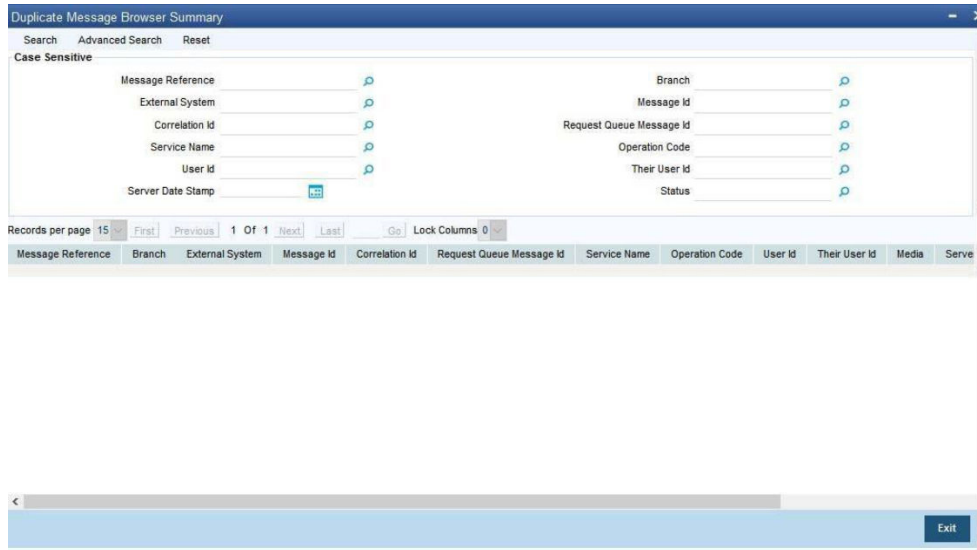 Duplicate Message Browser Summary
Search Advanced Search Reset
Case Sensitive
Message Reference Branch
External System Message Id
Correlation Id Request Queue Message Id
Service Name Operation Code
User Id Their User Id
Server Date Stamp Status
Records per page 15 First Previous 1 Of 1 Next Last Go Lock Columns 0
Message Reference Branch External System Message Id Correlation Id Request Queue Message Id Service Name Operation Code User Id Their User Id Media Serve
Exit